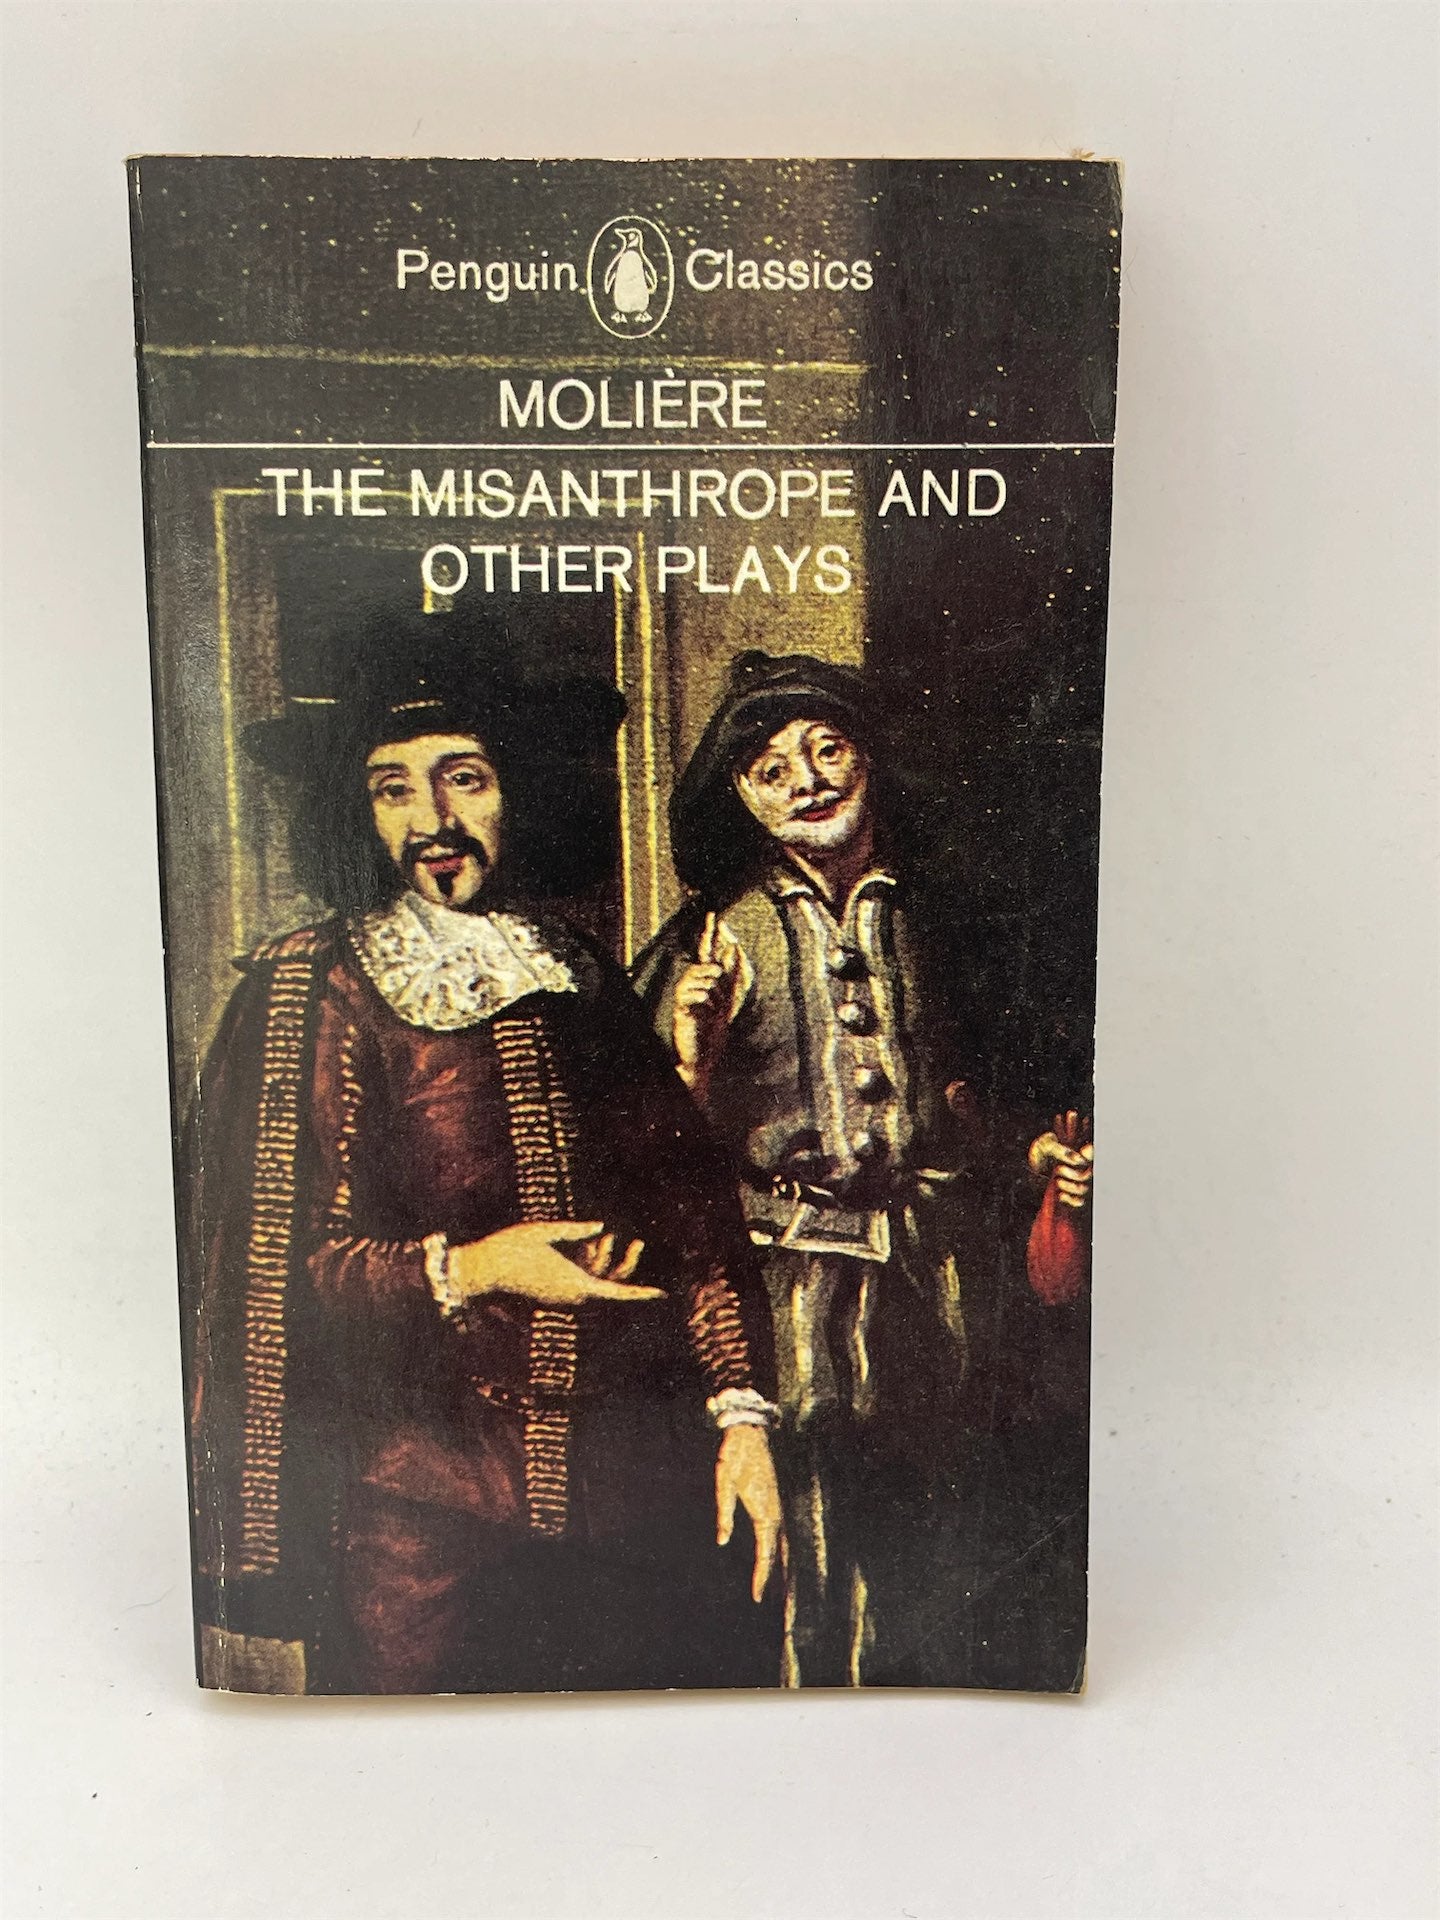 Penguin Classics
MOLIÈRE
THE MISANTHROPE AND
OTHER PLAYS